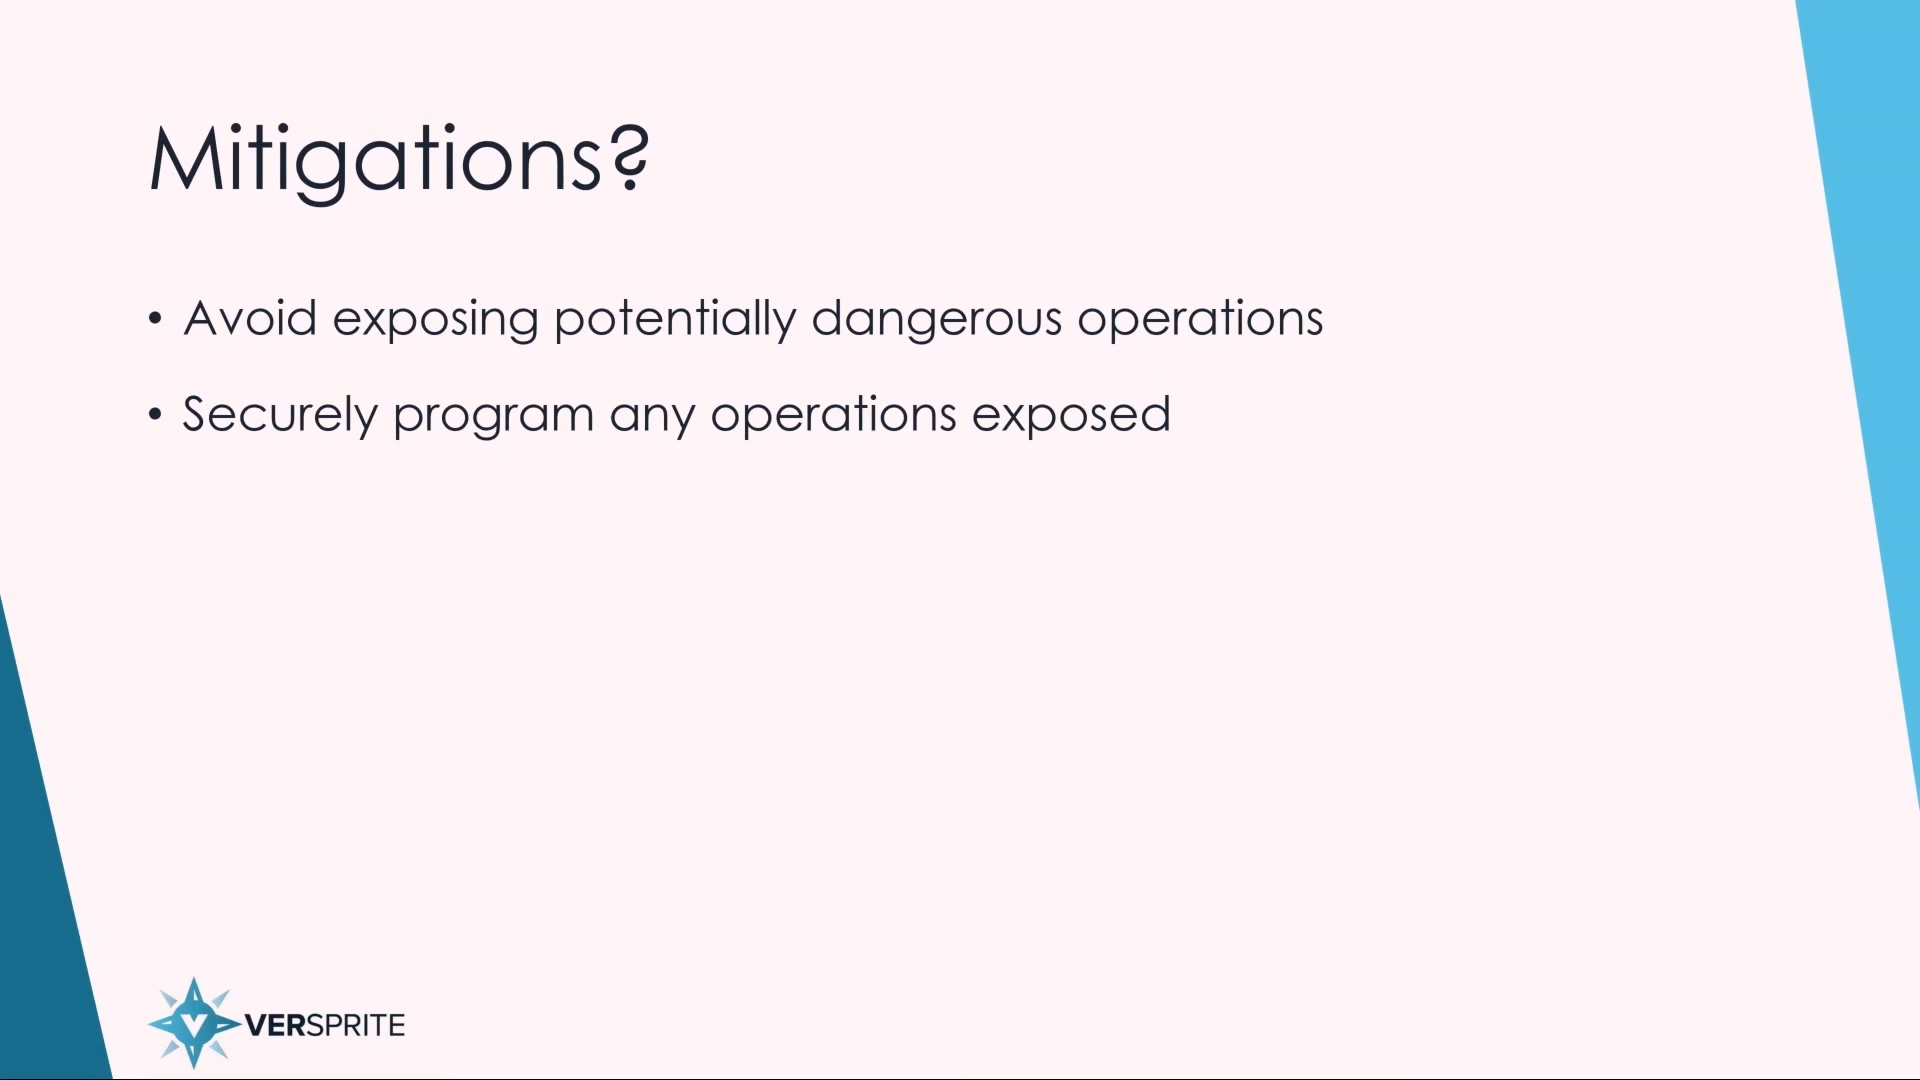 Mitigations?
• Avoid exposing potentially dangerous operations
• Securely program any operations exposed
VERSPRITE